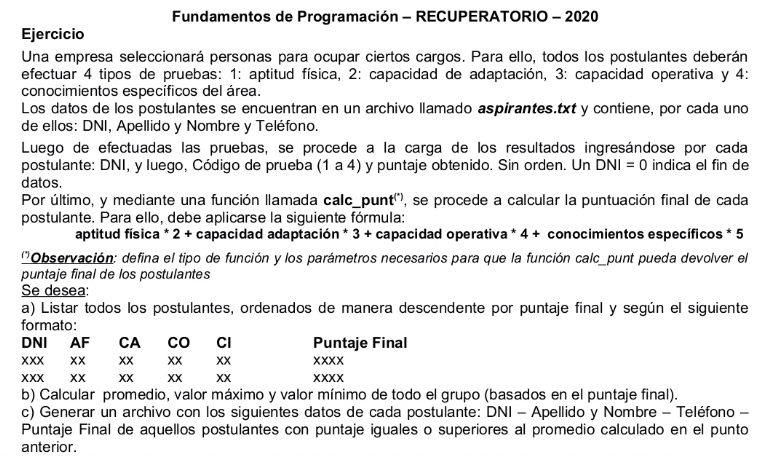 Fundamentos de Programación – RECUPERATORIO – 2020
Ejercicio
Una empresa seleccionará personas para ocupar ciertos cargos. Para ello, todos los postulantes deberán
efectuar 4 tipos de pruebas: 1: aptitud física, 2: capacidad de adaptación, 3: capacidad operativa y 4:
conocimientos específicos del área.
Los datos de los postulantes se encuentran en un archivo llamado aspirantes.txt y contiene, por cada uno
de ellos: DNI, Apellido y Nombre y Teléfono.
Luego de efectuadas las pruebas, se procede a la carga de los resultados ingresándose por cada
postulante: DNI, y luego, Código de prueba (1 a 4) y puntaje obtenido. Sin orden. Un DNI = 0 indica el fin de
datos.
Por último, y mediante una función llamada calc_punt(*), se procede a calcular la puntuación final de cada
postulante. Para ello, debe aplicarse la siguiente fórmula:
aptitud física * 2 + capacidad adaptación * 3 + capacidad operativa * 4 + conocimientos específicos * 5
(*)Observación: defina el tipo de función y los parámetros necesarios para que la función calc_punt pueda devolver el
puntaje final de los postulantes
Se desea:
a) Listar todos los postulantes, ordenados de manera descendente por puntaje final y según el siguiente
formato:
DNI AF CA CO CI Puntaje Final
xxx xx xx xx xx xxxx
xxx xx xx xx xx xxxx
b) Calcular promedio, valor máximo y valor mínimo de todo el grupo (basados en el puntaje final).
c) Generar un archivo con los siguientes datos de cada postulante: DNI – Apellido y Nombre – Teléfono –
Puntaje Final de aquellos postulantes con puntaje iguales o superiores al promedio calculado en el punto
anterior.